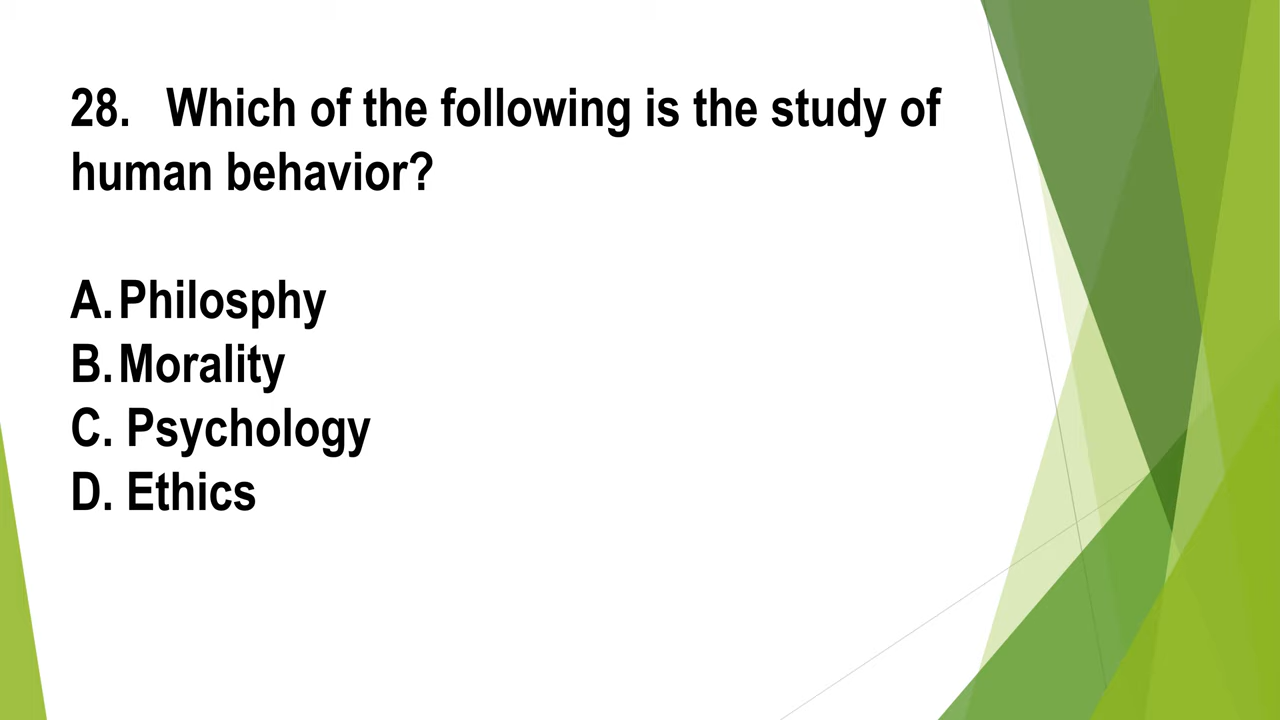 28. Which of the following is the study of
human behavior?
A. Philosphy
B. Morality
C. Psychology
D. Ethics